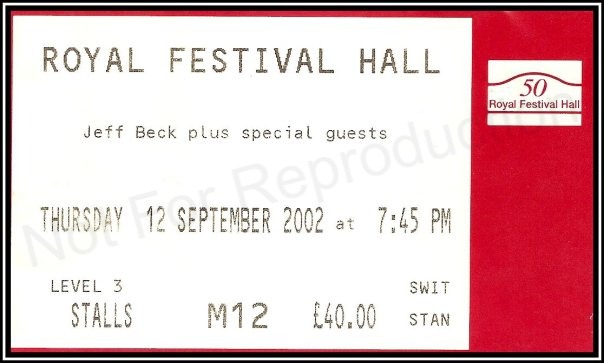 ROYAL FESTIVAL HALL
50
Royal Festival Hall
Jeff Beck plus special guests
THURSDAY 12 SEPTEMBER 2002 at 7:45 PM
LEVEL 3 SWIT
STALLS M12 £40.00 STAN
Not For Reproduction